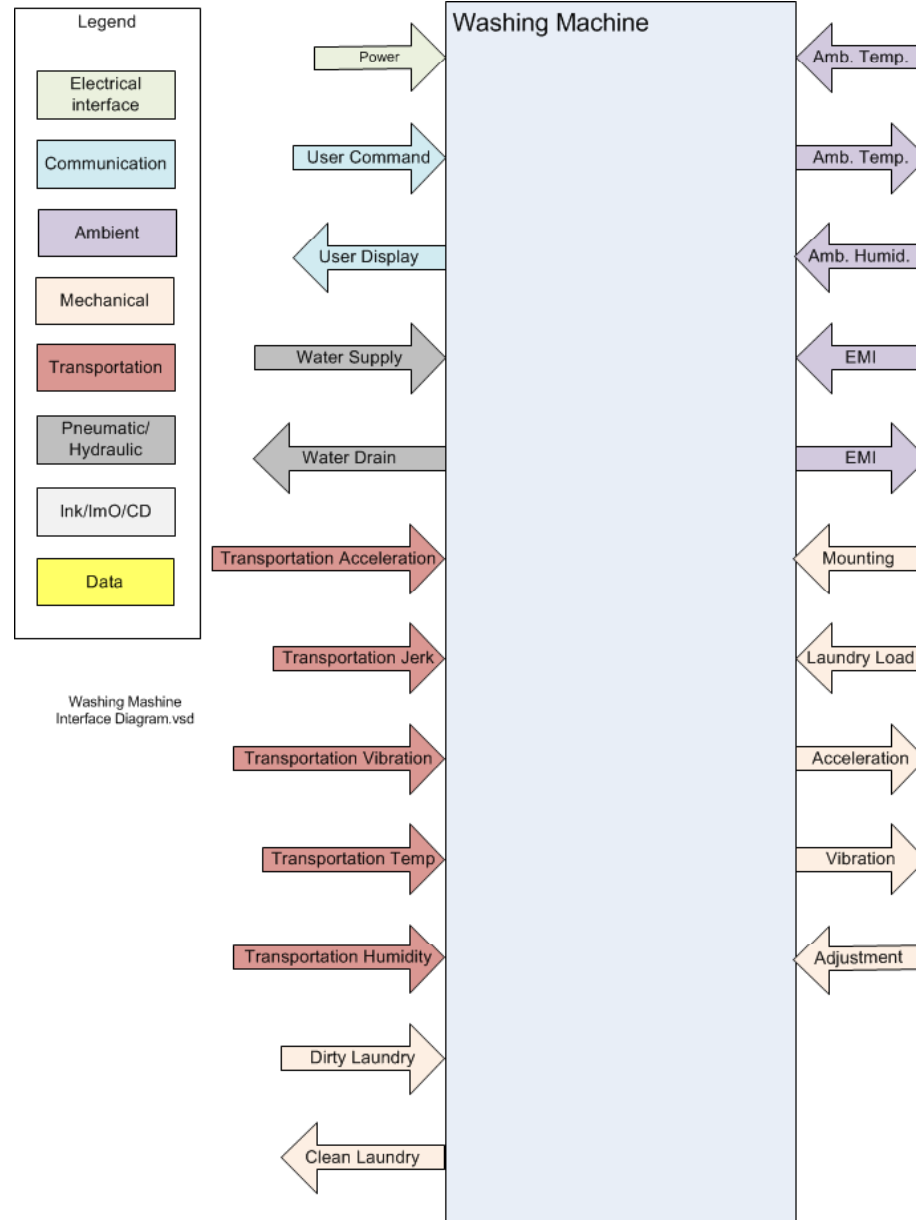 Legend
Electrical
interface
Communication
Ambient
Mechanical
Transportation
Pneumatic/
Hydraulic
Ink/ImO/CD
Data
Washing Mashine
Interface Diagram.vsd
Washing Machine
Power
User Command
User Display
Water Supply
Water Drain
Transportation Acceleration
Transportation Jerk
Transportation Vibration
Transportation Temp
Transportation Humidity
Dirty Laundry
Clean Laundry
Amb. Temp.
Amb. Temp.
Amb. Humid.
EMI
EMI
Mounting
Laundry Load
Acceleration
Vibration
Adjustment